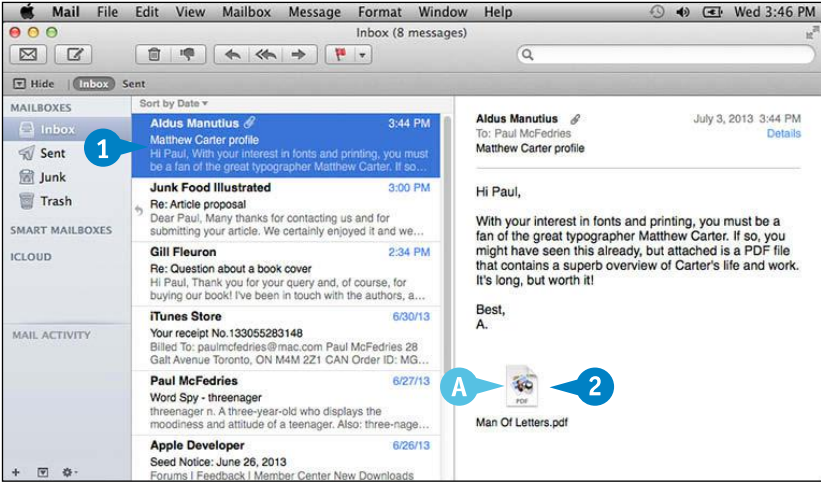 Mail File Edit View Mailbox Message Format Window Help Wed 3:46 PM
Inbox (8 messages)
Hide Inbox Sent
MAILBOXES
Inbox
Sent
Junk
Trash
SMART MAILBOXES
ICLOUD
MAIL ACTIVITY
Sort by Date
Aldus Manutius 3:44 PM
Matthew Carter profile
Hi Paul, With your interest in fonts and printing, you must
be a fan of the great typographer Matthew Carter. If so...
1
Junk Food Illustrated 3:00 PM
Re: Article proposal
Dear Paul, Many thanks for contacting us and for
submitting your article. We certainly enjoyed it and we...
Gill Fleuron 2:34 PM
Re: Question about a book cover
Hi Paul, Thank you for your query and, of course, for
buying our book! I've been in touch with the authors, a...
iTunes Store 6/30/13
Your receipt No.133055283148
Billed To: paulmcfedries@mac.com Paul McFedries 28
Galt Avenue Toronto, ON M4M 2Z1 CAN Order ID: MG...
Paul McFedries 6/27/13
Word Spy - threenager
threenager n. A three-year-old who displays the
moodiness and attitude of a teenager. Also: three-nage...
Apple Developer 6/26/13
Seed Notice: June 26, 2013
Forums | Feedback | Member Center New Downloads
Aldus Manutius July 3, 2013 3:44 PM
To: Paul McFedries Details
Matthew Carter profile
Hi Paul,
With your interest in fonts and printing, you must be a
fan of the great typographer Matthew Carter. If so, you
might have seen this already, but attached is a PDF file
that contains a superb overview of Carter's life and work.
It's long, but worth it!
Best,
A.
A PDF 2
Man Of Letters.pdf